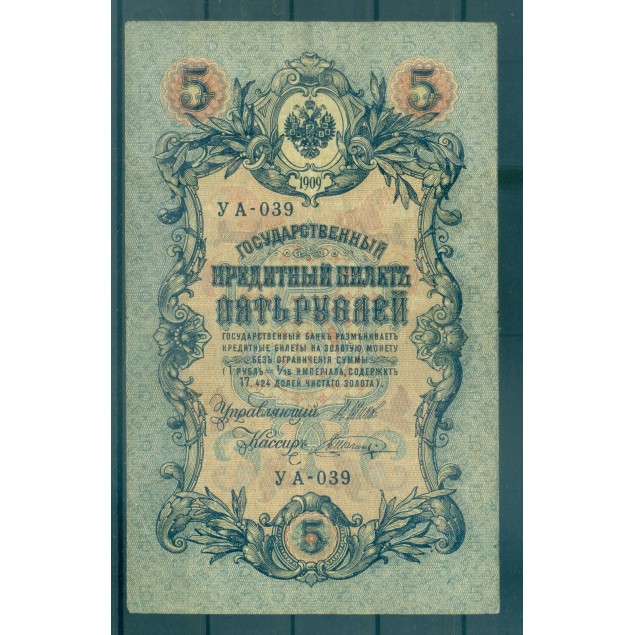 5 5
1909
УА-039
ГОСУДАРСТВЕННЫЙ
КРЕДИТНЫЙ БИЛЕТЪ
ПЯТЬ РУБЛЕЙ
ГОСУДАРСТВЕННЫЙ БАНКЪ РАЗМѢНИВАЕТЪ
КРЕДИТНЫЕ БИЛЕТЫ НА ЗОЛОТУЮ МОНЕТУ
БЕЗЪ ОГРАНИЧЕНІЯ СУММЫ
(1 РУБЛЬ = 1/15 ИМПЕРІАЛА, СОДЕРЖИТЪ
17,424 ДОЛЕЙ ЧИСТАГО ЗОЛОТА).
Управляющій
Кассиръ
УА-039
5